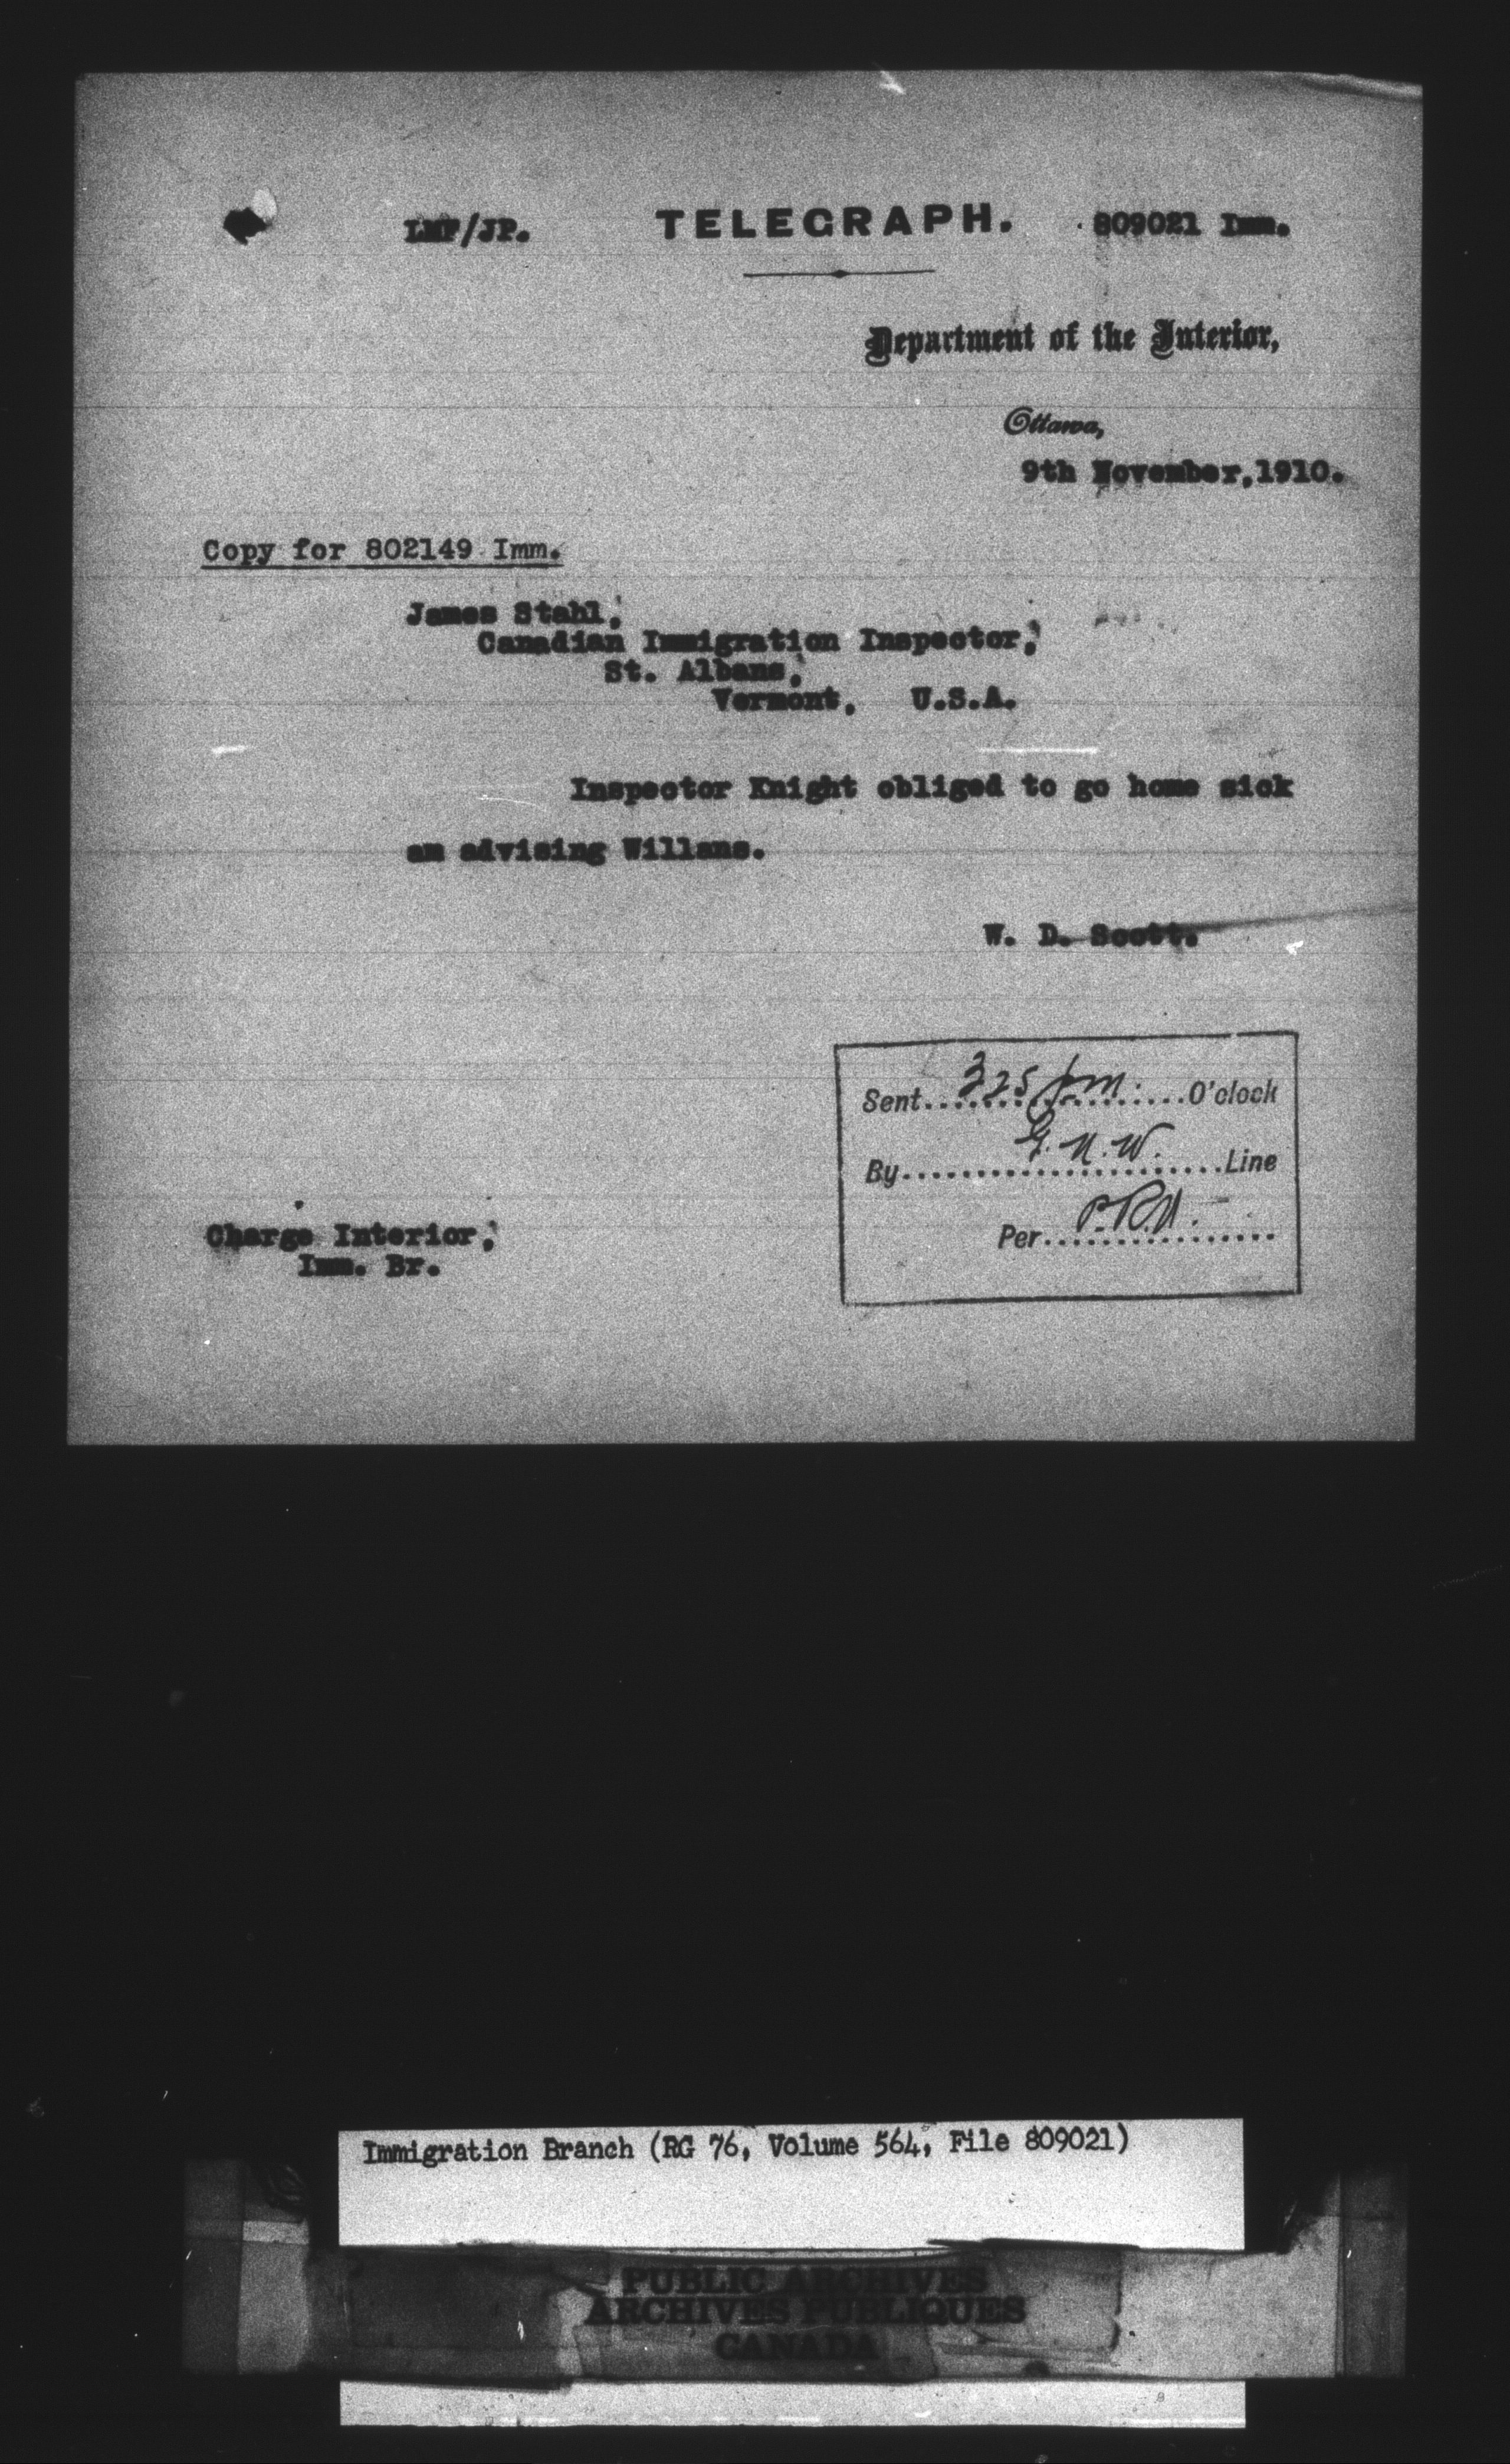 LMF/JP. TELEGRAPH. 809021 Imm.
Department of the Interior,
Ottawa,
9th November,1910.
Copy for 802149 Imm.
James Stahl,
Canadian Immigration Inspector,
St. Albans,
Vermont, U.S.A.
Inspector Knight obliged to go home sick
am advising Willans.
W. D. Scott.
Sent 325 pm. O'clock
By G.N.W. Line
Per
Charge Interior,
Imm. Br.
Immigration Branch (RG 76, Volume 564, File 809021)
PUBLIC ARCHIVES
ARCHIVES PUBLIQUES
CANADA